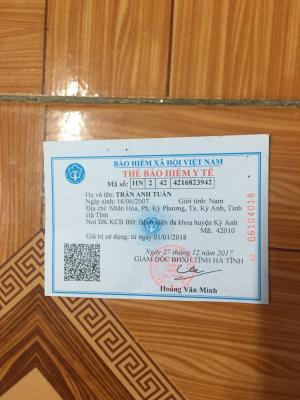 BẢO HIỂM XÃ HỘI VIỆT NAM
THẺ BẢO HIỂM Y TẾ
Mã số: HN 2 42 4216823942
Họ và tên: TRẦN ANH TUẤN
Ngày sinh: 16/06/2007 Giới tính: Nam
Địa chỉ: Nhân Hòa, Ph. Kỳ Phương, Tx. Kỳ Anh, Tỉnh
Hà Tĩnh
Nơi ĐK KCB BĐ: Bệnh viện đa khoa huyện Kỳ Anh
Mã: 42010
Giá trị sử dụng: từ ngày 01/01/2018
Ngày 27 tháng 12 năm 2017
GIÁM ĐỐC BHXH TỈNH HÀ TĨNH
Hoàng Văn Minh
42 06104018